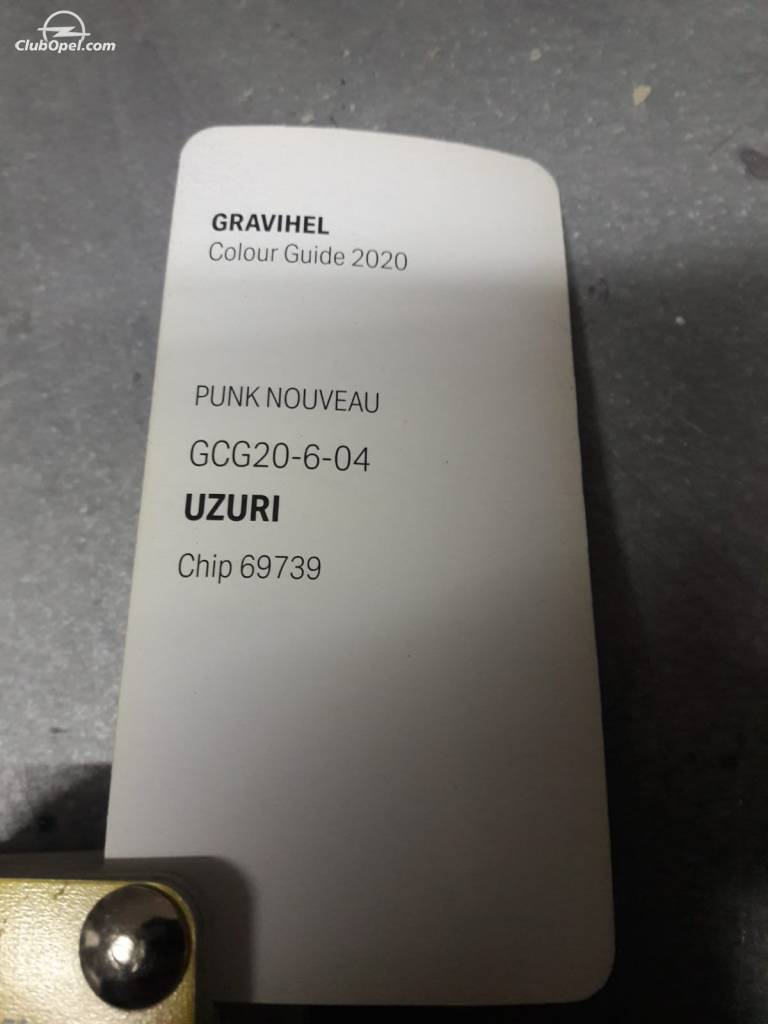 ClubOpel.com
GRAVIHEL
Colour Guide 2020
PUNK NOUVEAU
GCG20-6-04
UZURI
Chip 69739